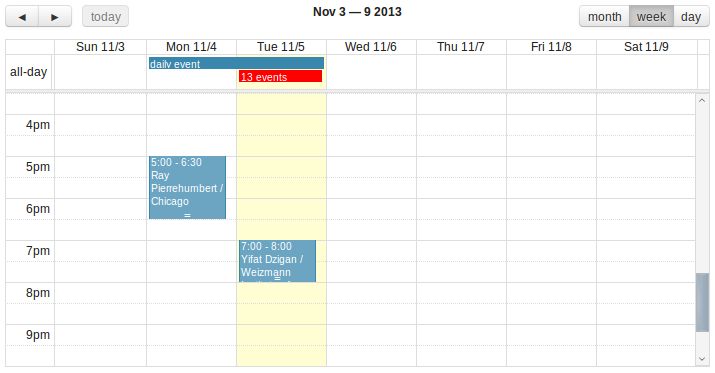 today
Nov 3 — 9 2013
month week day
Sun 11/3 Mon 11/4 Tue 11/5 Wed 11/6 Thu 11/7 Fri 11/8 Sat 11/9
all-day
daily event
13 events
4pm
5pm
5:00 - 6:30
Ray
Pierrehumbert /
Chicago
6pm
7pm
7:00 - 8:00
Yifat Dzigan /
Weizmann
8pm
9pm